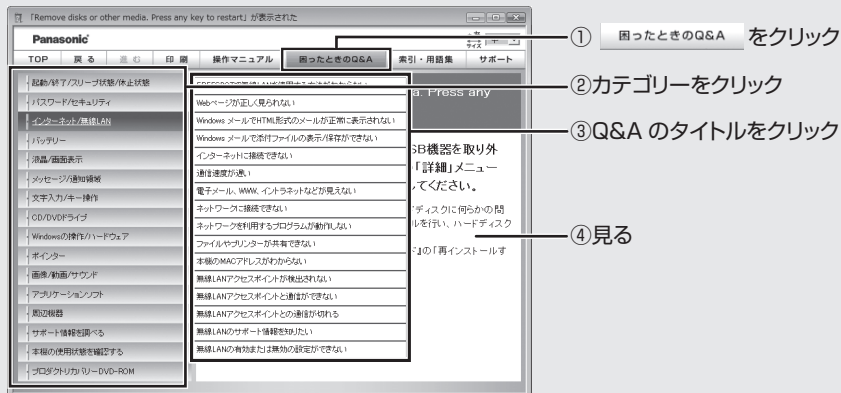 「Remove disks or other media. Press any key to restart」が表示された
Panasonic
TOP 戻 る 進 む 印 刷 操作マニュアル 困ったときのQ&A 索引・用語集 サポート
① 困ったときのQ&A をクリック
起動/終了/スリープ状態/休止状態
パスワード/セキュリティ
インターネット/無線LAN
バッテリー
液晶/画面表示
メッセージ/通知領域
文字入力/キー操作
CD/DVDドライブ
Windowsの操作/ハードウェア
ポインター
画像/動画/サウンド
アプリケーションソフト
周辺機器
サポート情報を調べる
本機の使用状態を確認する
プロダクトリカバリーDVD-ROM
②カテゴリーをクリック
Webページが正しく見られない
Windows メールでHTML形式のメールが正常に表示されない
Windows メールで添付ファイルの表示/保存ができない
インターネットに接続できない
通信速度が遅い
電子メール、WWW、イントラネットなどが見えない
ネットワークに接続できない
ネットワークを利用するプログラムが動作しない
ファイルやプリンターが共有できない
本機のMACアドレスがわからない
無線LANアクセスポイントが検出されない
無線LANアクセスポイントと通信ができない
無線LANアクセスポイントとの通信が切れる
無線LANのサポート情報を知りたい
無線LANの有効または無効の設定ができない
③Q&A のタイトルをクリック
a. Press any
SB機器を取り外
「詳細」メニュー
してください。
ディスクに何らかの問
ルを行い、ハードディスク
の「再インストールす
④見る